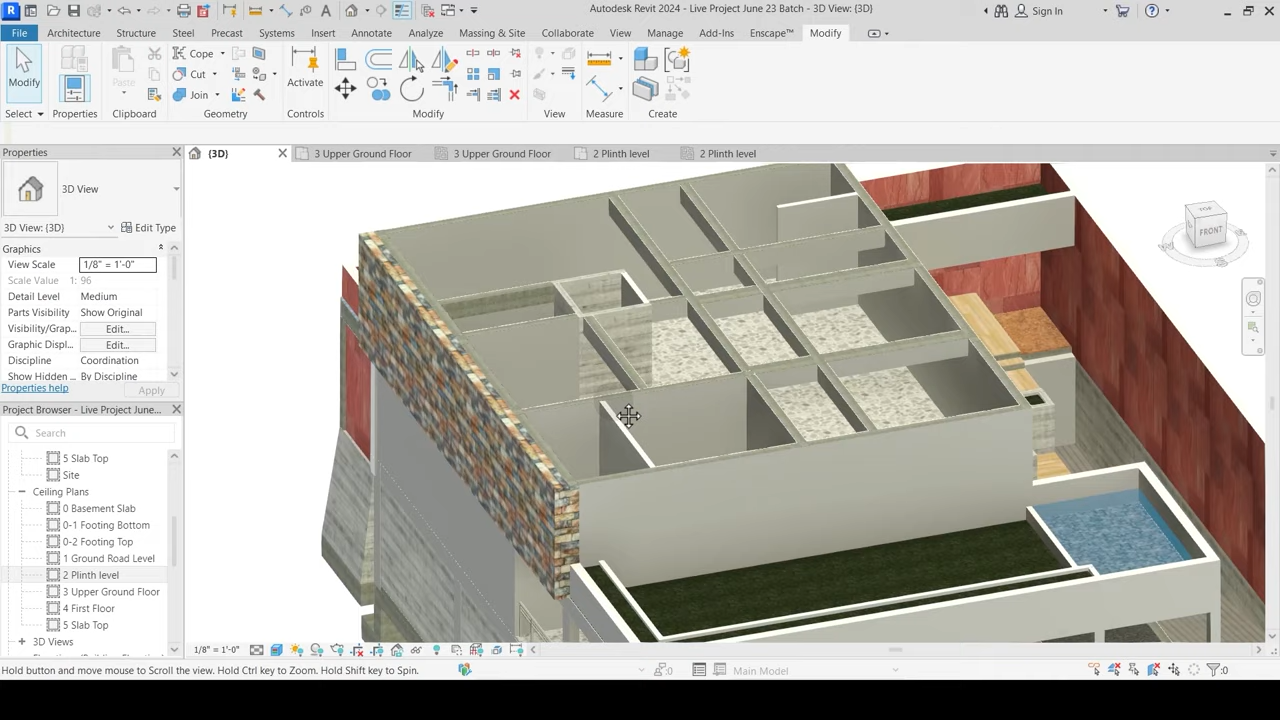 Autodesk Revit 2024 - Live Project June 23 Batch - 3D View: {3D}
Sign In
File Architecture Structure Steel Precast Systems Insert Annotate Analyze Massing & Site Collaborate View Manage Add-Ins Enscape™ Modify
Modify Paste Cope Cut Join Activate
Select Properties Clipboard Geometry Controls Modify View Measure Create
Properties
{3D} 3 Upper Ground Floor 3 Upper Ground Floor 2 Plinth level 2 Plinth level
3D View
3D View: {3D} Edit Type
Graphics
View Scale 1/8" = 1'-0"
Scale Value 1: 96
Detail Level Medium
Parts Visibility Show Original
Visibility/Grap... Edit...
Graphic Displ... Edit...
Discipline Coordination
Show Hidden ... By Discipline
Properties help Apply
Project Browser - Live Project June...
Search
5 Slab Top
Site
Ceiling Plans
0 Basement Slab
0-1 Footing Bottom
0-2 Footing Top
1 Ground Road Level
2 Plinth level
3 Upper Ground Floor
4 First Floor
5 Slab Top
3D Views
TOP
FRONT
1/8" = 1'-0"
Hold button and move mouse to Scroll the view. Hold Ctrl key to Zoom. Hold Shift key to Spin.
:0
Main Model
:0